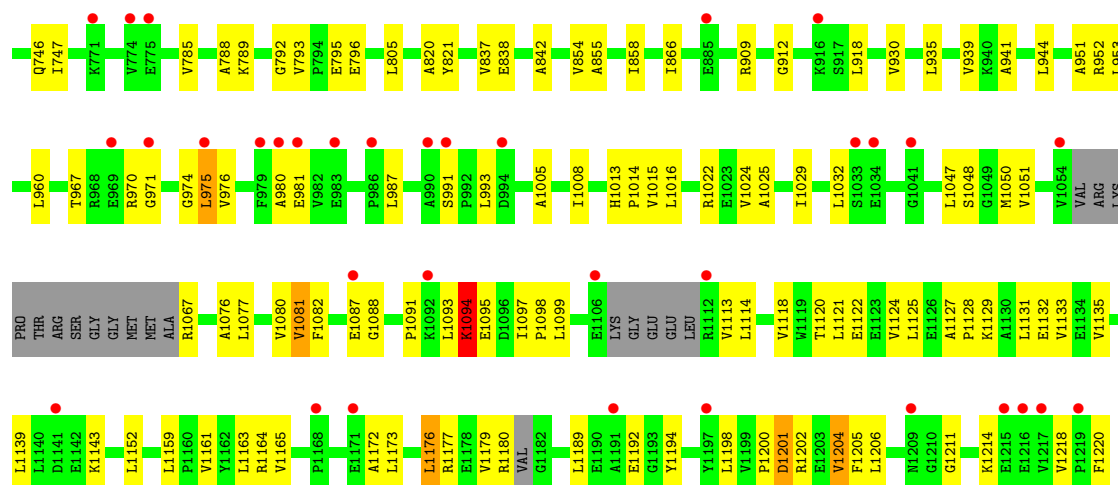 Q746 I747 K771 V774 E775 V785 A788 K789 G792 V793 P794 E795 E796 L805 A820 Y821 V837 E838 A842 V854 A855 I858 I866 E885 R909 G912 K916 S917 L918 V930 L935 V939 K940 A941 L944 A951 R952 L953
L960 T967 R968 E969 R970 G971 G974 L975 V976 F979 A980 E981 V982 E983 P986 L987 A990 S991 P992 L993 D994 A1005 I1008 H1013 P1014 V1015 L1016 R1022 E1023 V1024 A1025 I1029 L1032 S1033 E1034 G1041 L1047 S1048 G1049 M1050 V1051 V1054 VAL ARG LYS
PRO THR ARG SER GLY GLY MET MET ALA R1067 A1076 L1077 V1080 V1081 F1082 E1087 G1088 P1091 K1092 L1093 K1094 E1095 D1096 I1097 P1098 L1099 E1106 LYS GLY GLU GLU LEU R1112 V1113 L1114 V1118 W1119 T1120 L1121 E1122 E1123 V1124 L1125 E1126 A1127 P1128 K1129 A1130 L1131 E1132 V1133 E1134 V1135
L1139 L1140 D1141 E1142 K1143 L1152 L1159 P1160 V1161 Y1162 L1163 R1164 V1165 P1168 E1171 A1172 L1173 L1176 R1177 E1178 V1179 R1180 VAL G1182 L1189 E1190 A1191 E1192 G1193 Y1194 Y1197 L1198 V1199 P1200 D1201 R1202 E1203 V1204 F1205 L1206 N1209 G1210 G1211 K1214 E1215 E1216 V1217 V1218 P1219 F1220